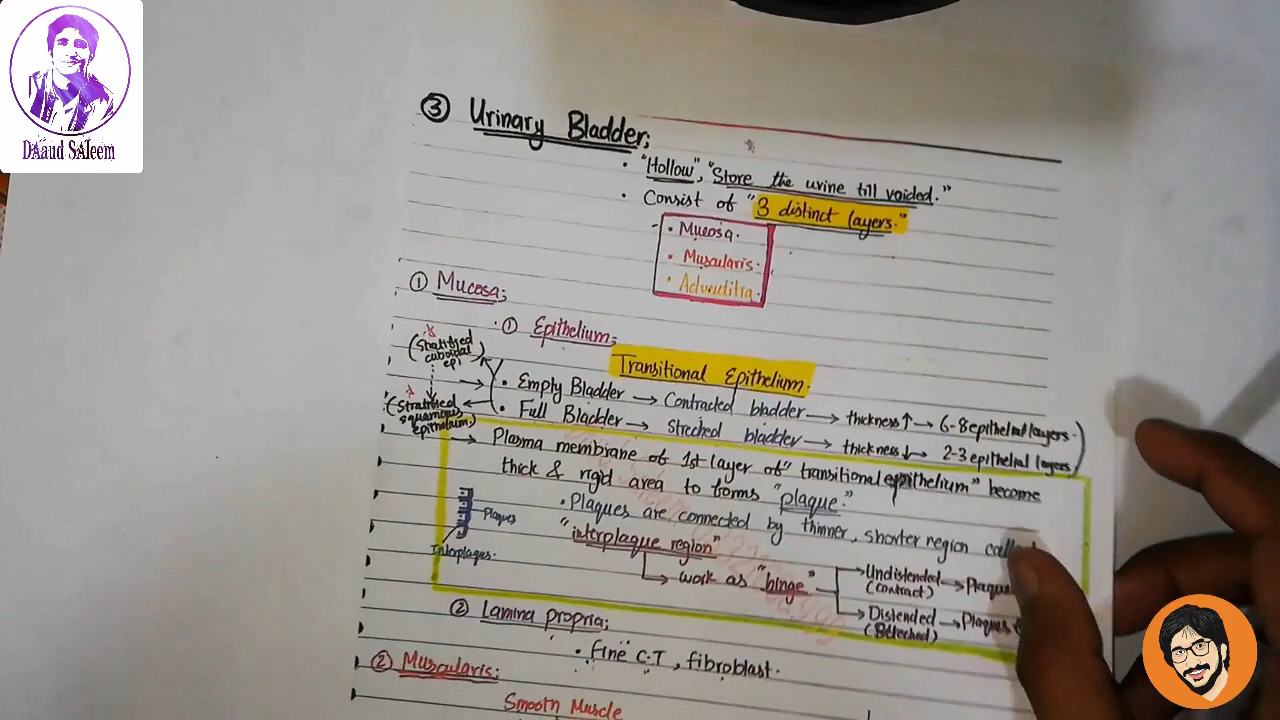 DAaud SAleem
③ Urinary Bladder;
• "Hollow", "Store the urine till voided."
• Consist of "3 distinct layers."
• Mucosa.
• Muscularis.
• Adventitia.
① Mucosa;
① Epithelium;
Transitional Epithelium.
(Stratified cuboidal epi)
• Empty Bladder → Contracted bladder → thickness↑ → 6-8 epithelial layers.
(Stratified squamous epithelium)
• Full Bladder → Streched bladder → thickness↓ → 2-3 epithelial layers
→ Plasma membrane of 1st layer of "transitional epithelium" become
thick & rigid area to forms "plaque."
• Plaques are connected by thinner, shorter region
Plaques
"interplaque region"
Interplaques.
→ work as "hinge"
→ Undistended → Plaque
(contract)
→ Distended → Plaques
② Lamina propria;
• fine C.T, fibroblast.
② Muscularis;
Smooth Muscle